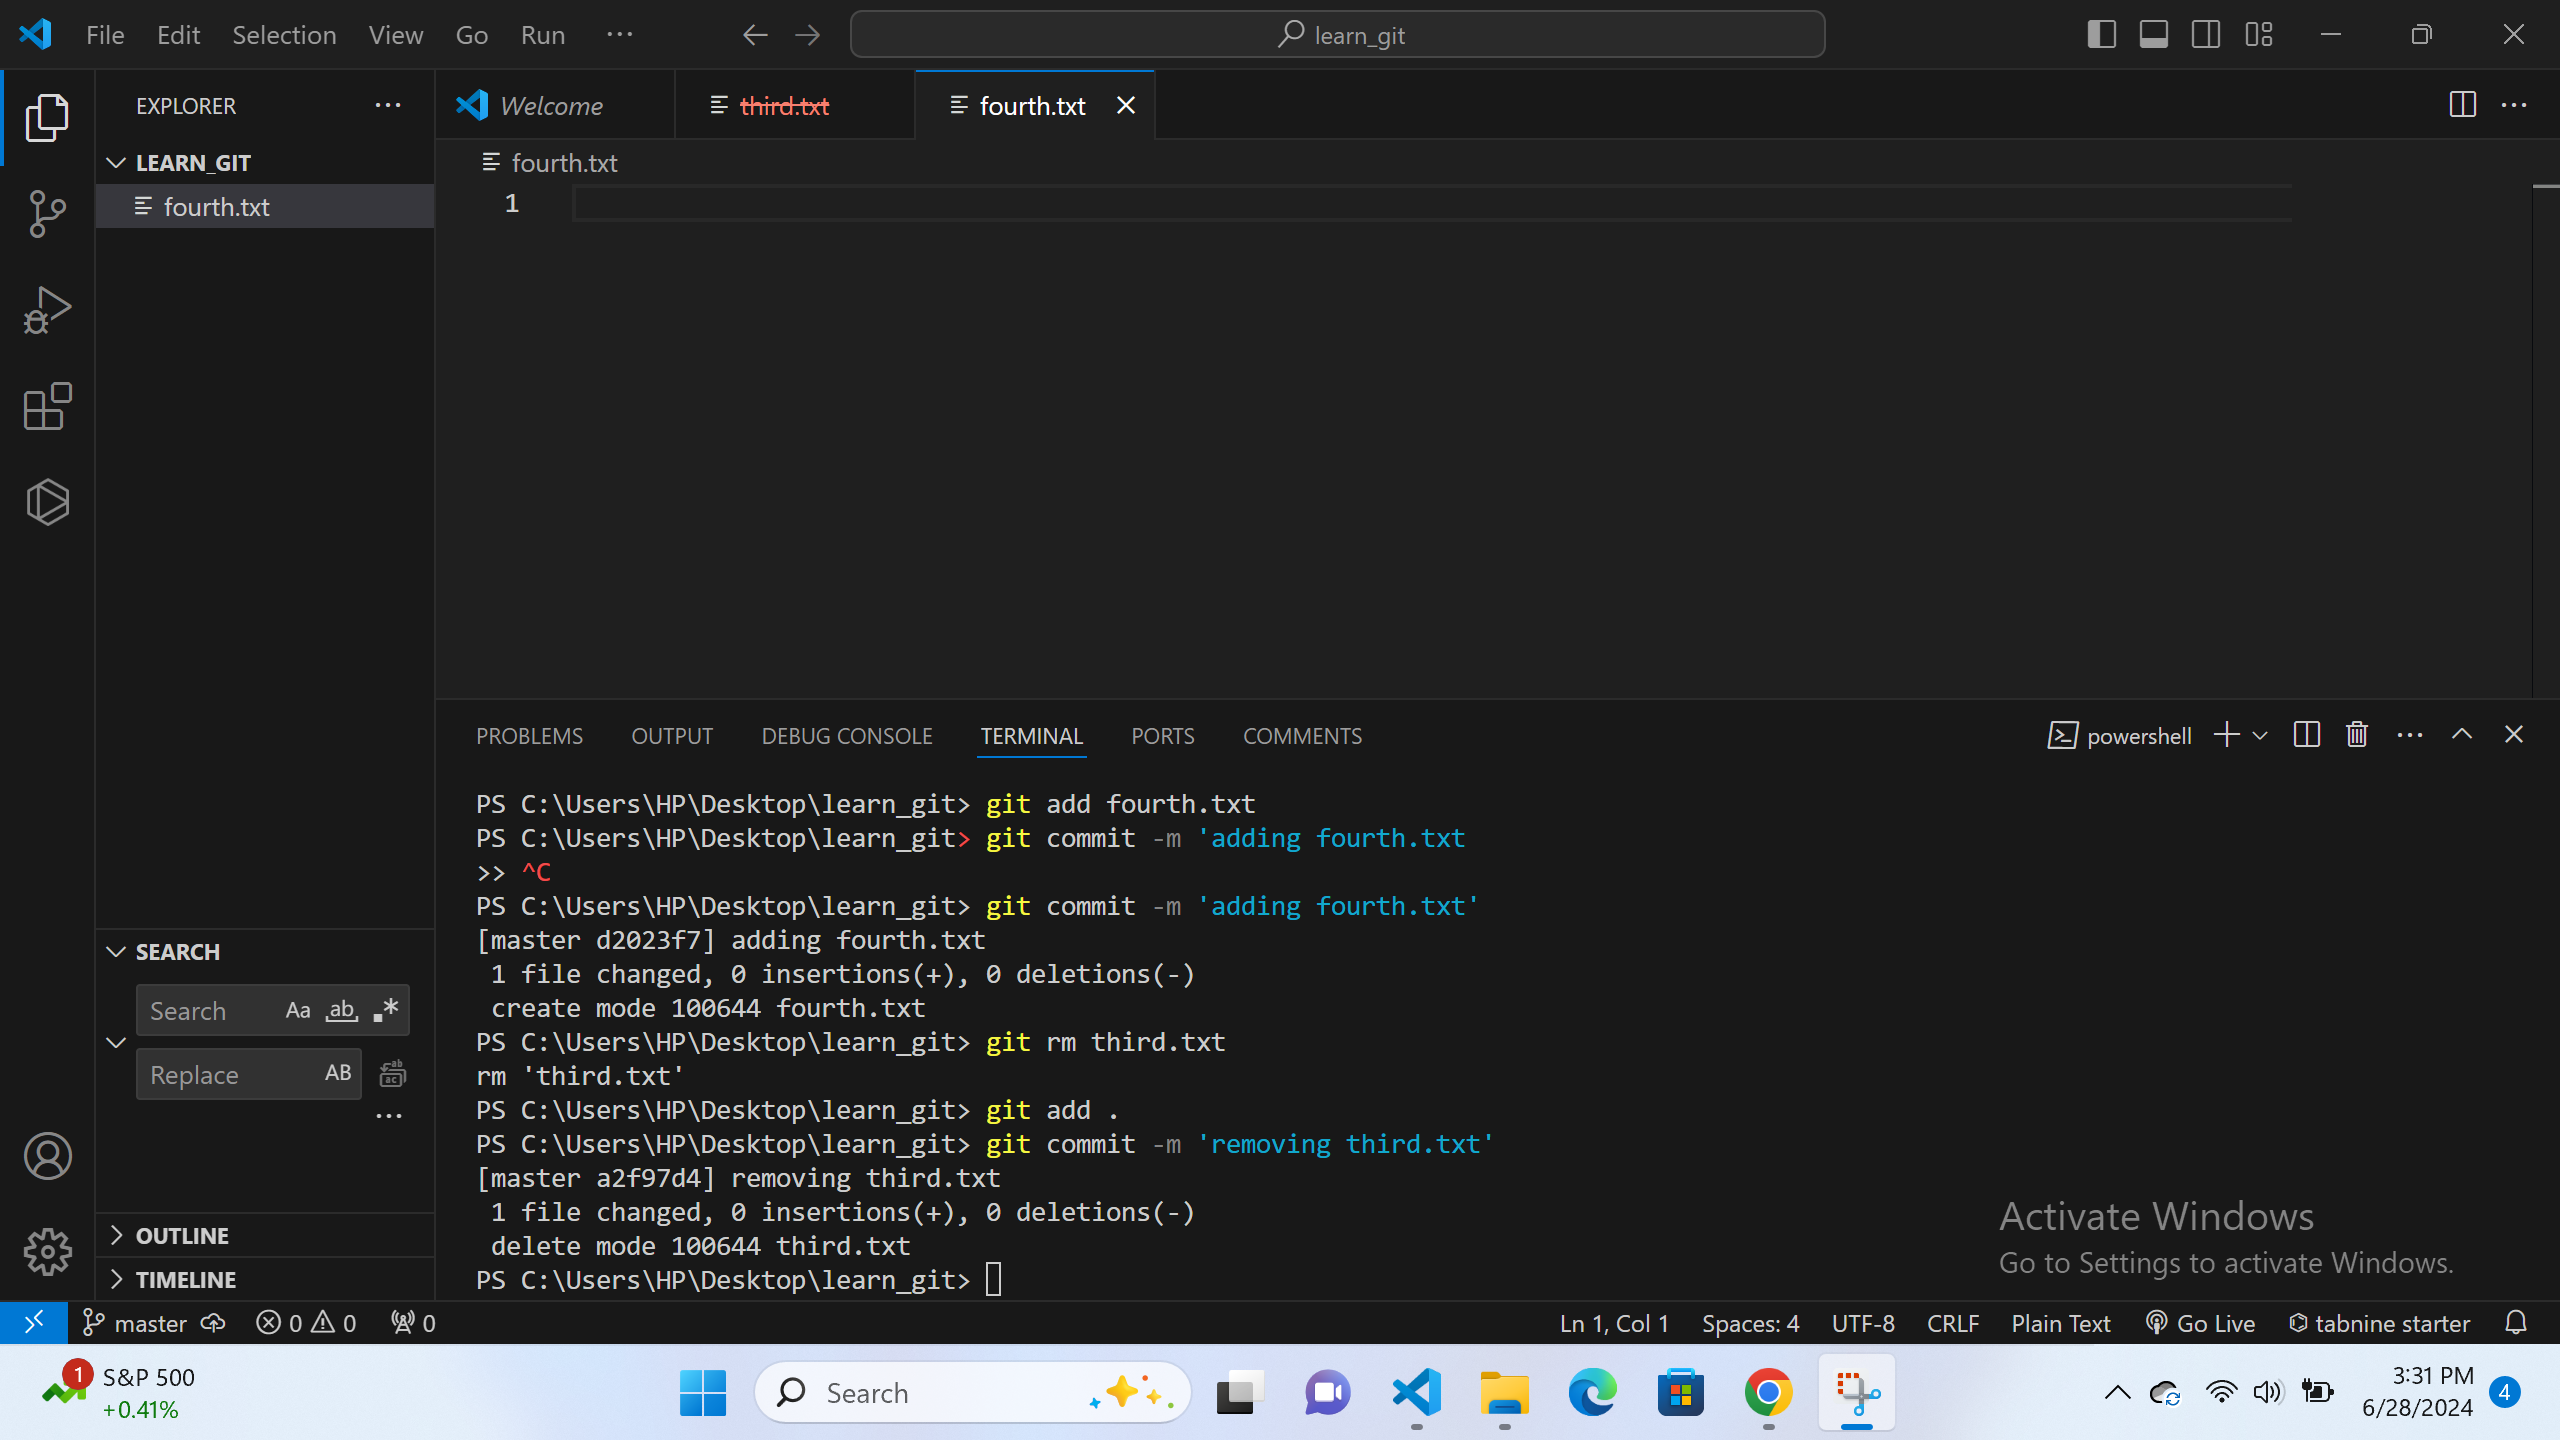 File Edit Selection View Go Run ··· learn_git
EXPLORER ···
Welcome third.txt fourth.txt
LEARN_GIT
fourth.txt
fourth.txt
1
PROBLEMS OUTPUT DEBUG CONSOLE TERMINAL PORTS COMMENTS powershell
PS C:\Users\HP\Desktop\learn_git> git add fourth.txt
PS C:\Users\HP\Desktop\learn_git> git commit -m 'adding fourth.txt
>> ^C
PS C:\Users\HP\Desktop\learn_git> git commit -m 'adding fourth.txt'
[master d2023f7] adding fourth.txt
 1 file changed, 0 insertions(+), 0 deletions(-)
 create mode 100644 fourth.txt
PS C:\Users\HP\Desktop\learn_git> git rm third.txt
rm 'third.txt'
PS C:\Users\HP\Desktop\learn_git> git add .
PS C:\Users\HP\Desktop\learn_git> git commit -m 'removing third.txt'
[master a2f97d4] removing third.txt
 1 file changed, 0 insertions(+), 0 deletions(-)
 delete mode 100644 third.txt
PS C:\Users\HP\Desktop\learn_git>
SEARCH
Search Aa ab .*
Replace AB
OUTLINE
TIMELINE
Activate Windows
Go to Settings to activate Windows.
master 0 0 0 Ln 1, Col 1 Spaces: 4 UTF-8 CRLF Plain Text Go Live tabnine starter
1 S&P 500
+0.41%
Search
3:31 PM
6/28/2024
4